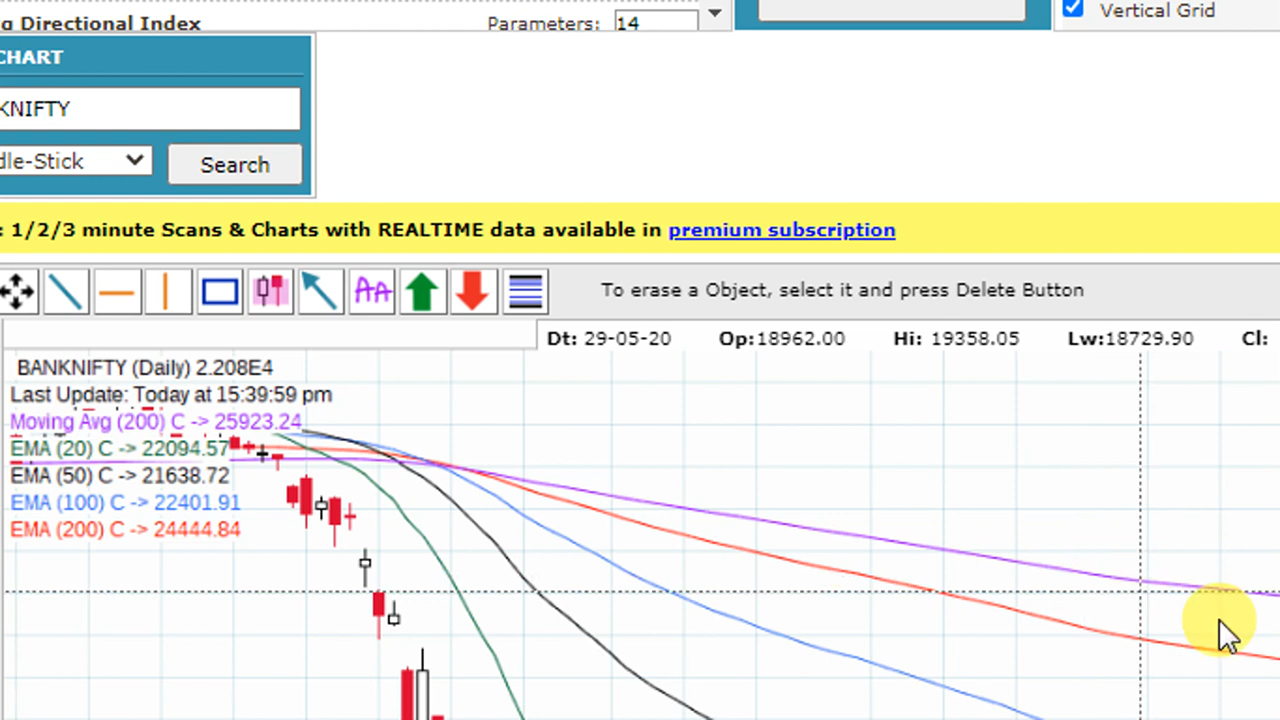 g Directional Index
Parameters: 14
Vertical Grid
CHART
KNIFTY
dle-Stick
Search
: 1/2/3 minute Scans & Charts with REALTIME data available in premium subscription
AA
To erase a Object, select it and press Delete Button
Dt: 29-05-20 Op:18962.00 Hi: 19358.05 Lw:18729.90 Cl:
BANKNIFTY (Daily) 2.208E4
Last Update: Today at 15:39:59 pm
Moving Avg (200) C -> 25923.24
EMA (20) C -> 22094.57
EMA (50) C -> 21638.72
EMA (100) C -> 22401.91
EMA (200) C -> 24444.84